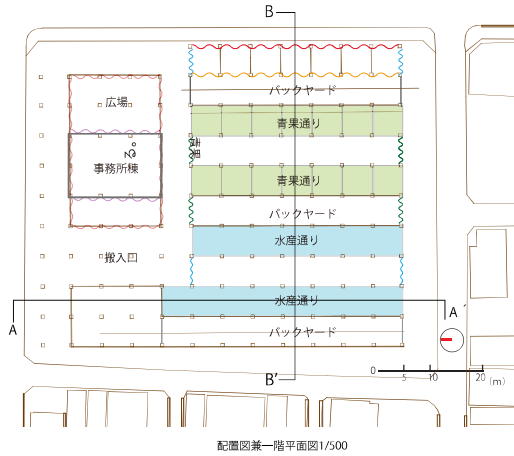 B
バックヤード
広場
青果通り
る。
事務所棟
青果通り
バックヤード
水産通り
搬入口
水産通り
A
A'
バックヤード
0
5
10
20
(m)
B'
配置図兼一階平面図1/500